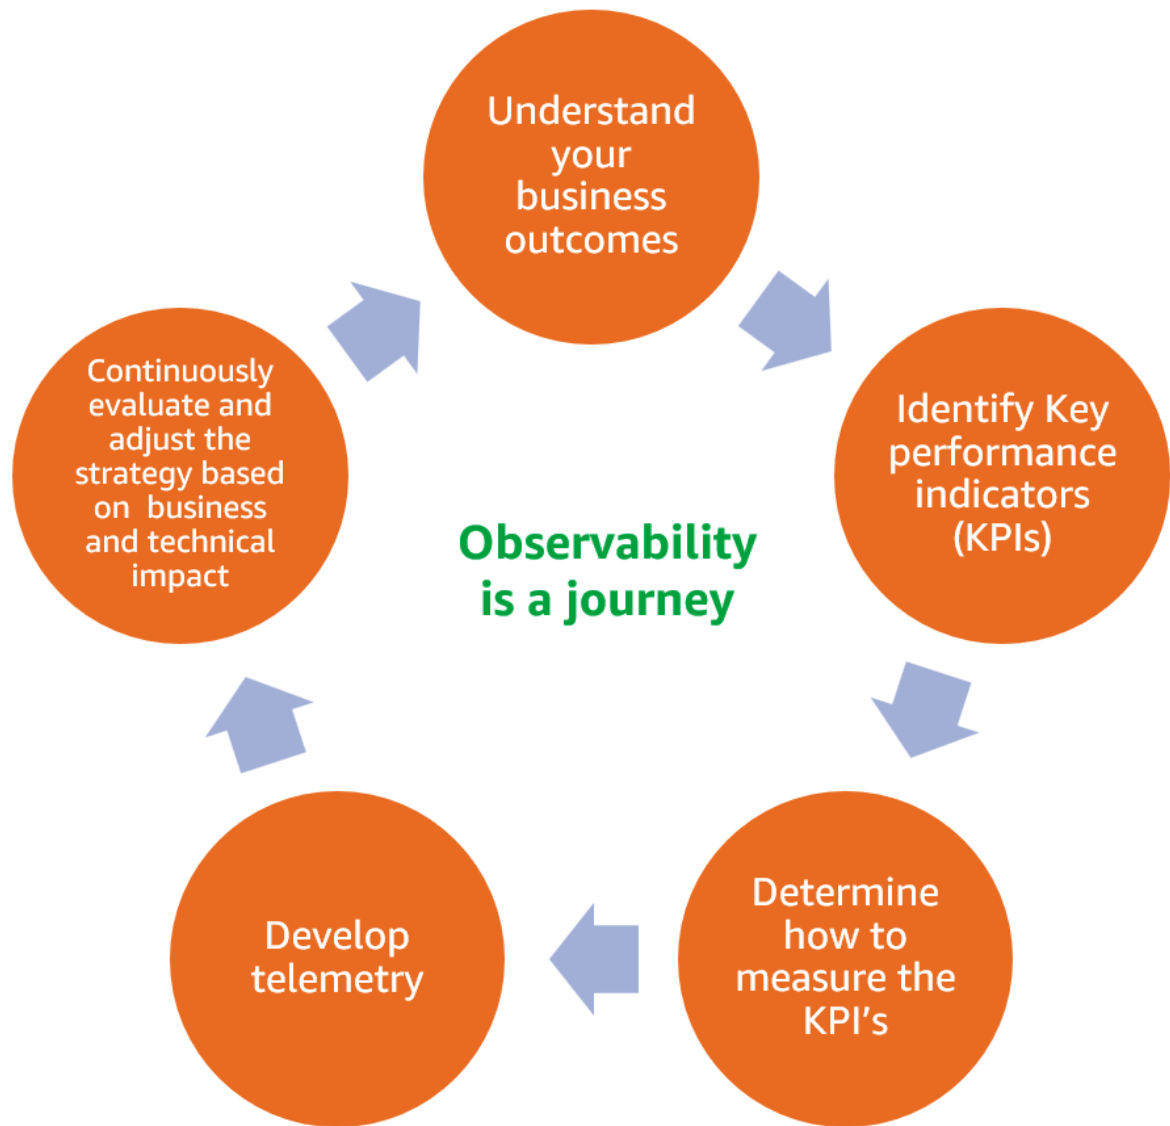 Understand
your
business
outcomes
Identify Key
performance
indicators
(KPIs)
Determine
how to
measure the
KPI's
Develop
telemetry
Continuously
evaluate and
adjust the
strategy based
on  business
and technical
impact
Observability
is a journey